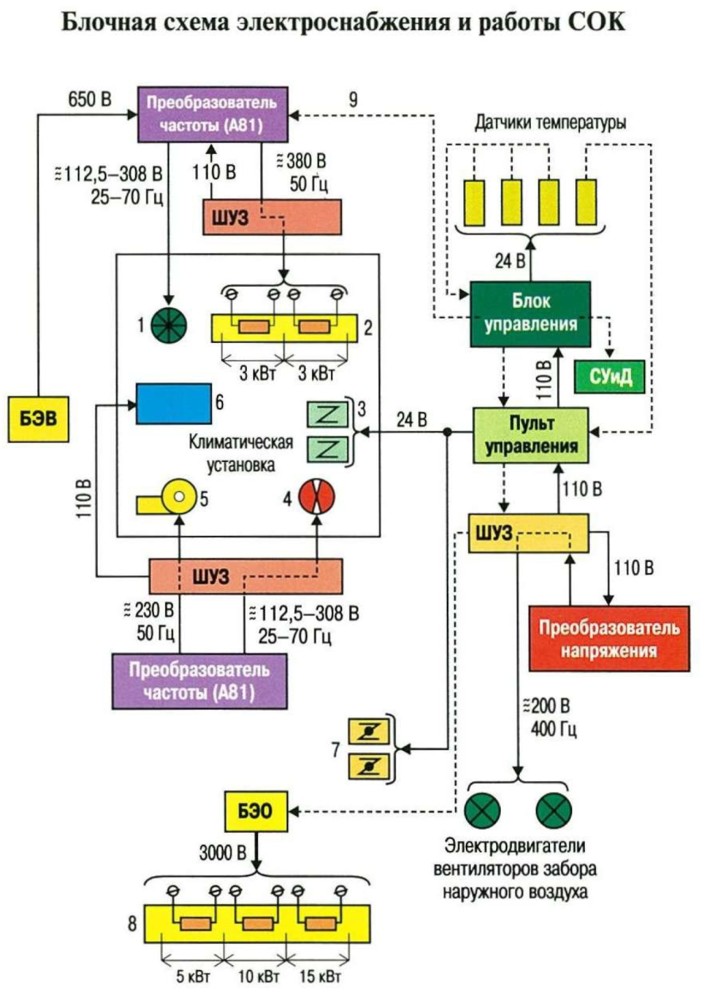 Блочная схема электроснабжения и работы СОК
650 В
Преобразователь
частоты (А81)
9
Датчики температуры
≂112,5–308 В
25–70 Гц
110 В
≂380 В
50 Гц
ШУЗ
24 В
Блок
управления
1
2
3 кВт
3 кВт
110 В
СУиД
БЭВ
6
3
24 В
Пульт
управления
Климатическая
установка
110 В
5
4
110 В
ШУЗ
ШУЗ
110 В
≂230 В
50 Гц
≂112,5–308 В
25–70 Гц
Преобразователь
напряжения
Преобразователь
частоты (А81)
≂200 В
400 Гц
7
БЭО
3000 В
Электродвигатели
вентиляторов забора
наружного воздуха
8
5 кВт
10 кВт
15 кВт